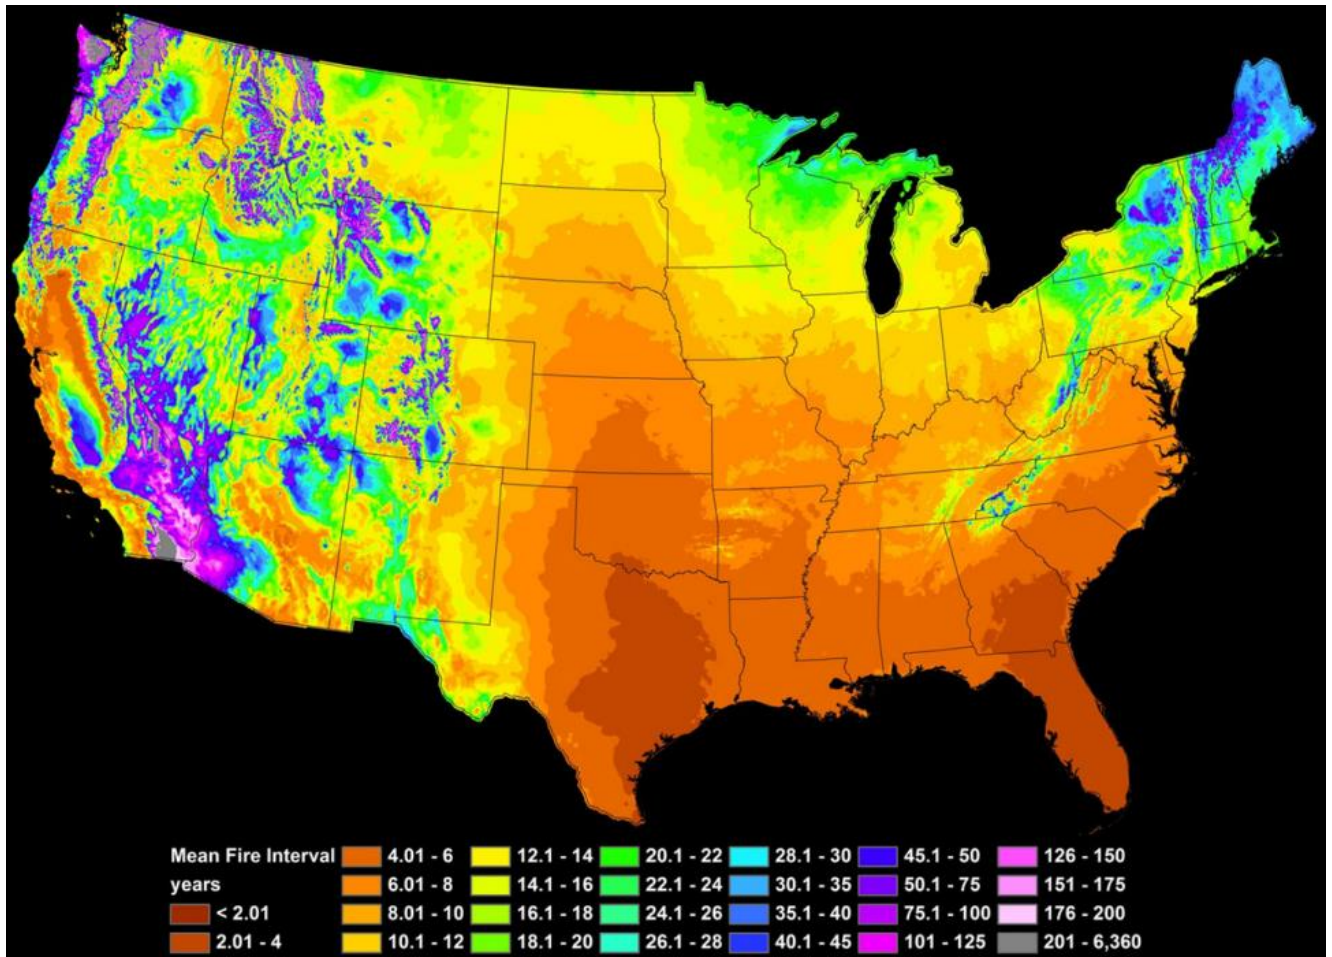 Mean Fire Interval
years
< 2.01
2.01 - 4
4.01 - 6
6.01 - 8
8.01 - 10
10.1 - 12
12.1 - 14
14.1 - 16
16.1 - 18
18.1 - 20
20.1 - 22
22.1 - 24
24.1 - 26
26.1 - 28
28.1 - 30
30.1 - 35
35.1 - 40
40.1 - 45
45.1 - 50
50.1 - 75
75.1 - 100
101 - 125
126 - 150
151 - 175
176 - 200
201 - 6,360